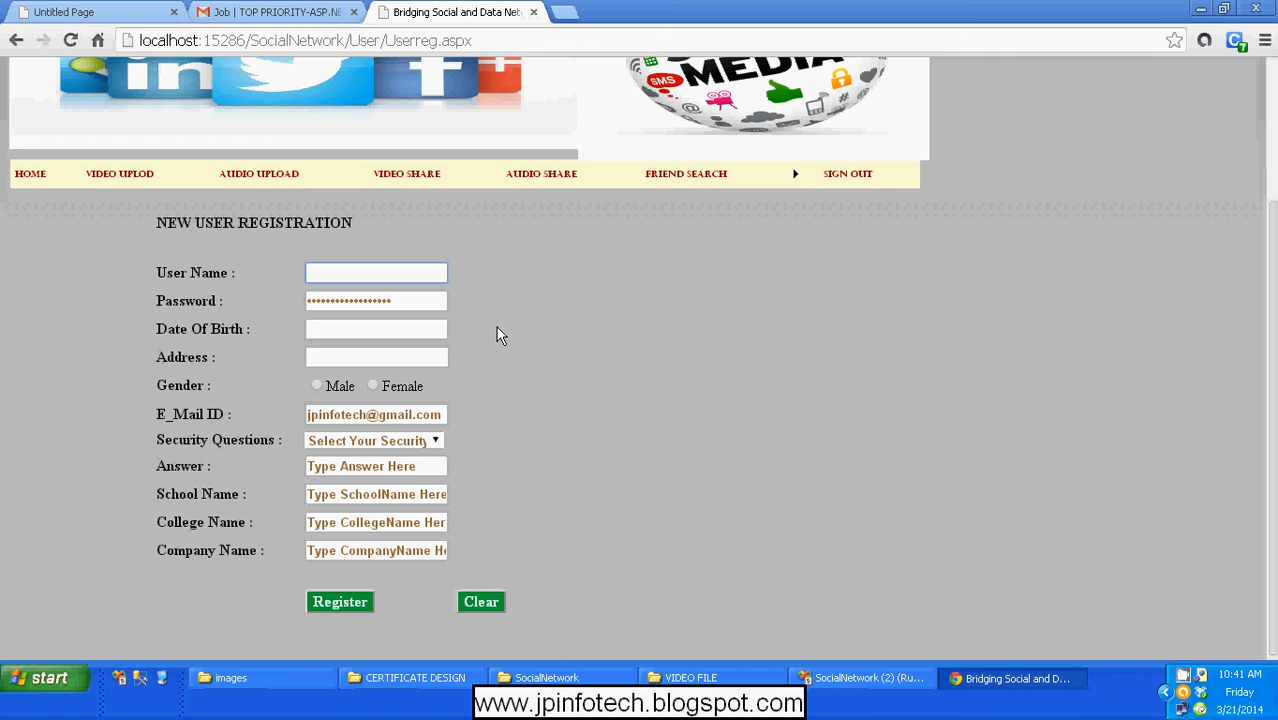 Untitled Page
Job | TOP PRIORITY-ASP.NE
Bridging Social and Data Net
localhost:15286/SocialNetwork/User/Userreg.aspx
7
in
f
SMS
MEDIA
HOME VIDEO UPLOD AUDIO UPLOAD VIDEO SHARE AUDIO SHARE FRIEND SEARCH SIGN OUT
NEW USER REGISTRATION
User Name :
Password : ••••••••••••••••••
Date Of Birth :
Address :
Gender : Male Female
E_Mail ID : jpinfotech@gmail.com
Security Questions : Select Your Security
Answer : Type Answer Here
School Name : Type SchoolName Here
College Name : Type CollegeName Her
Company Name : Type CompanyName He
Register Clear
start images CERTIFICATE DESIGN SocialNetwork VIDEO FILE SocialNetwork (2) (Ru... Bridging Social and D...
10:41 AM
Friday
3/21/2014
www.jpinfotech.blogspot.com